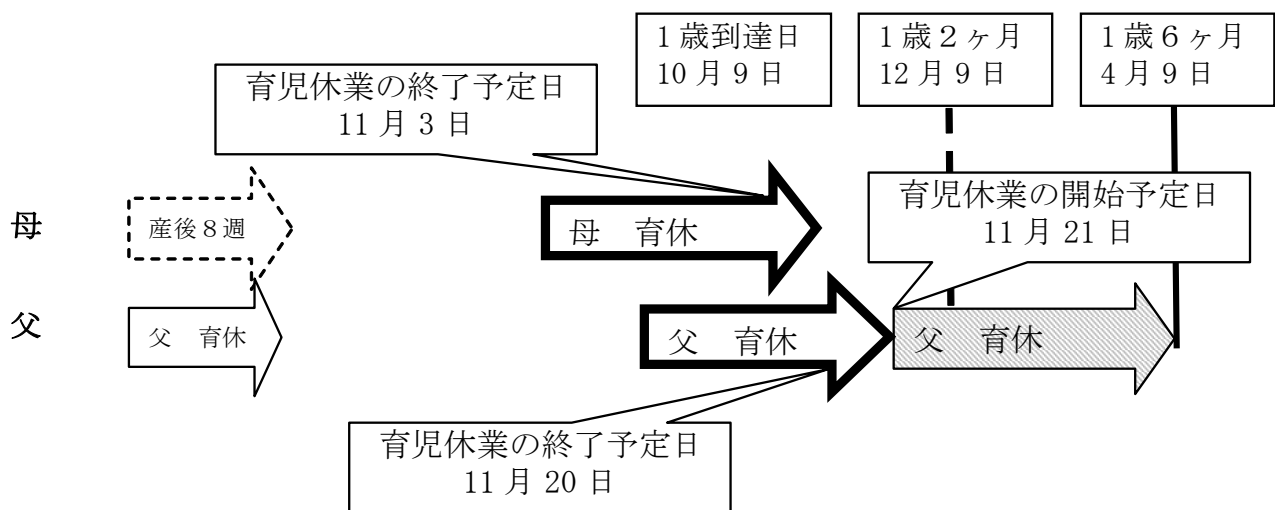 1歳到達日
10月9日
1歳２ヶ月
12月9日
1歳６ヶ月
4月9日
育児休業の終了予定日
11月3日
育児休業の開始予定日
11月21日
母
産後８週
母　育休
父
父　育休
父　育休
父　育休
育児休業の終了予定日
11月20日